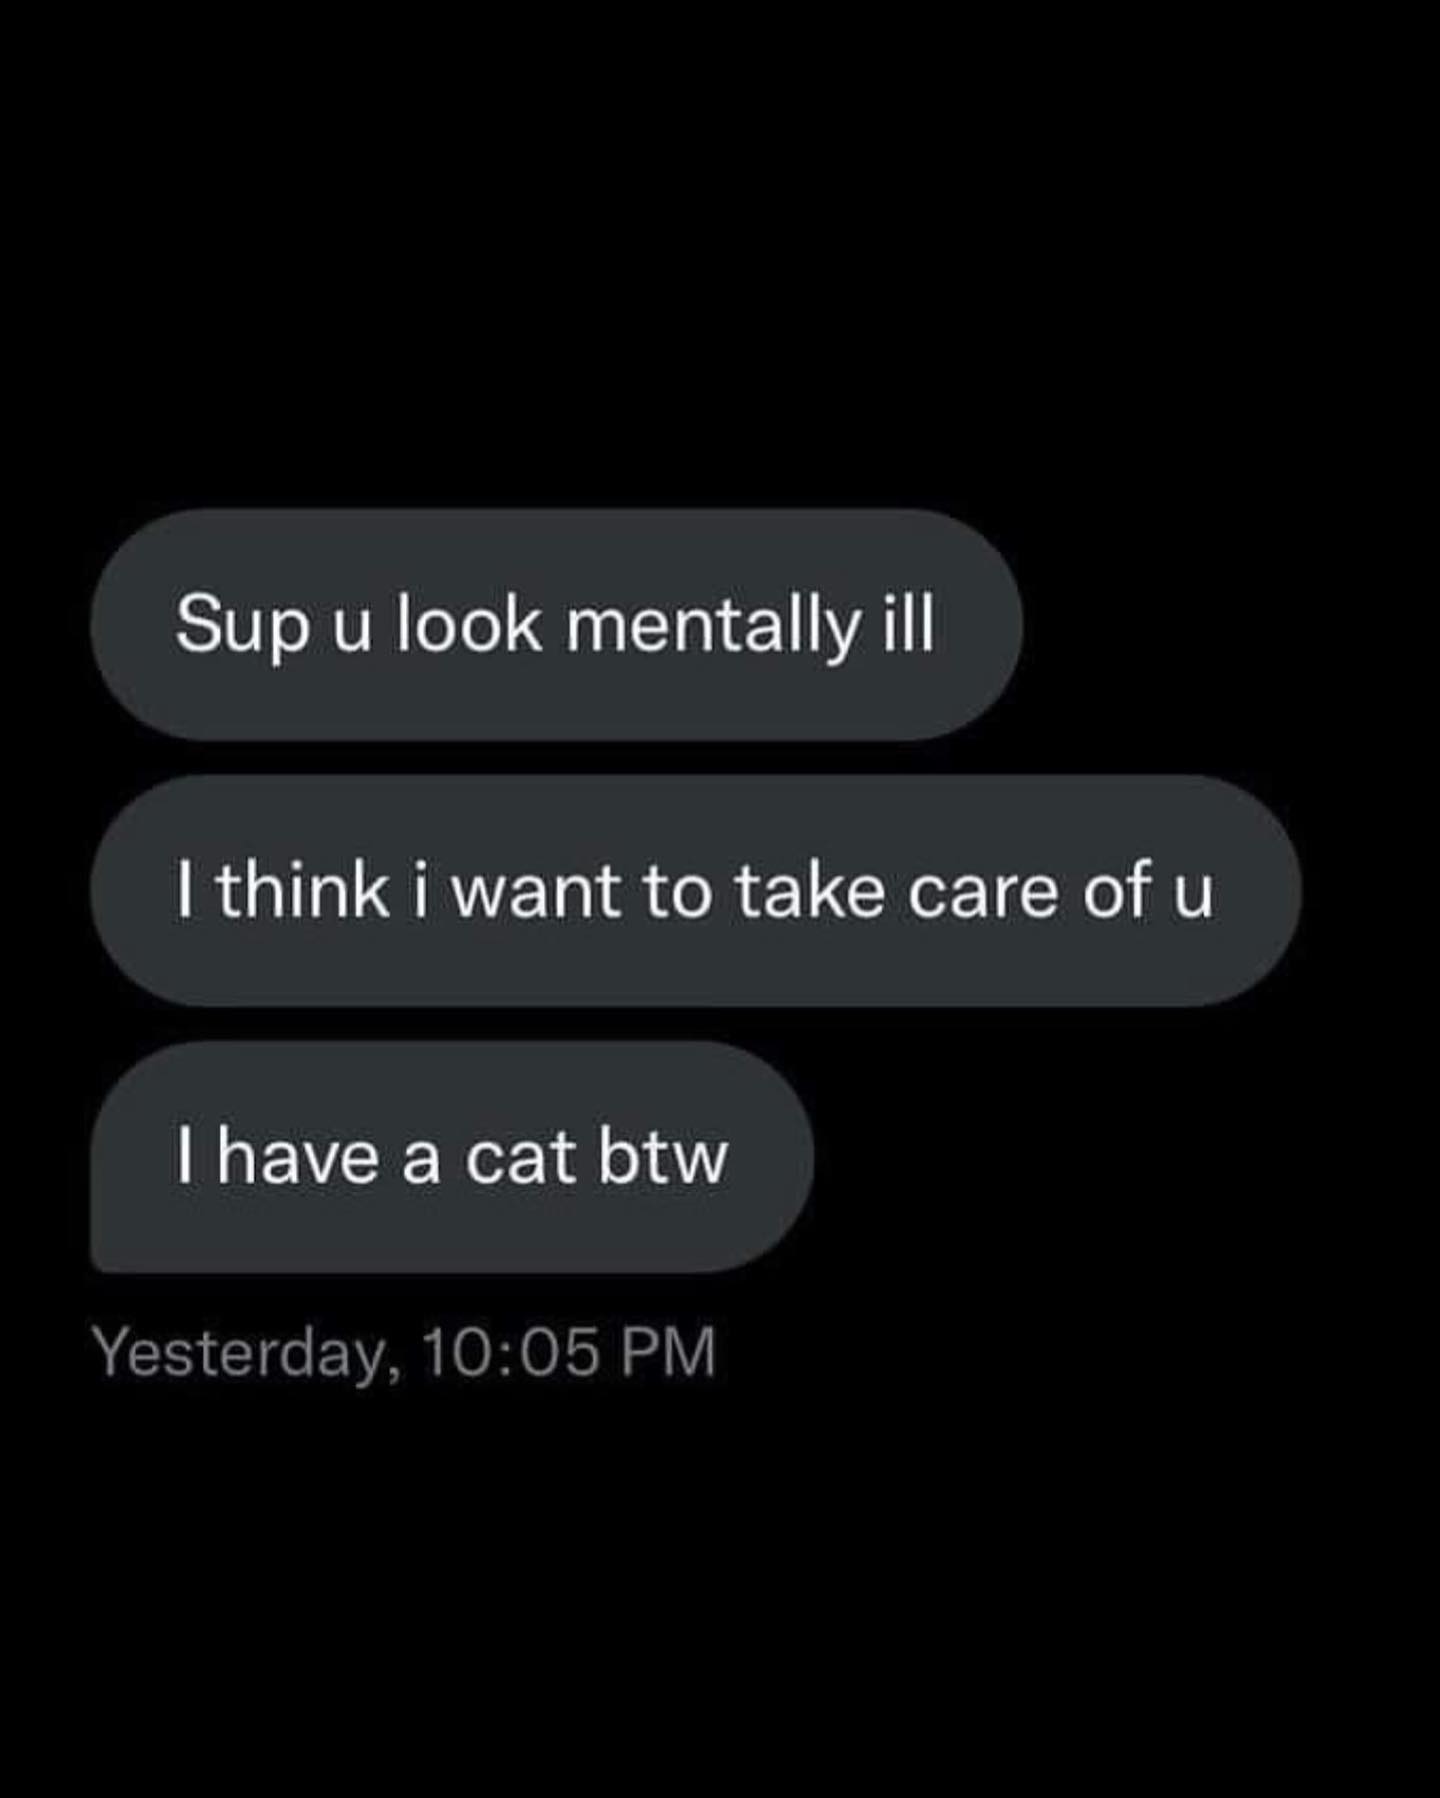 Sup u look mentally ill
I think i want to take care of u
I have a cat btw
Yesterday, 10:05 PM